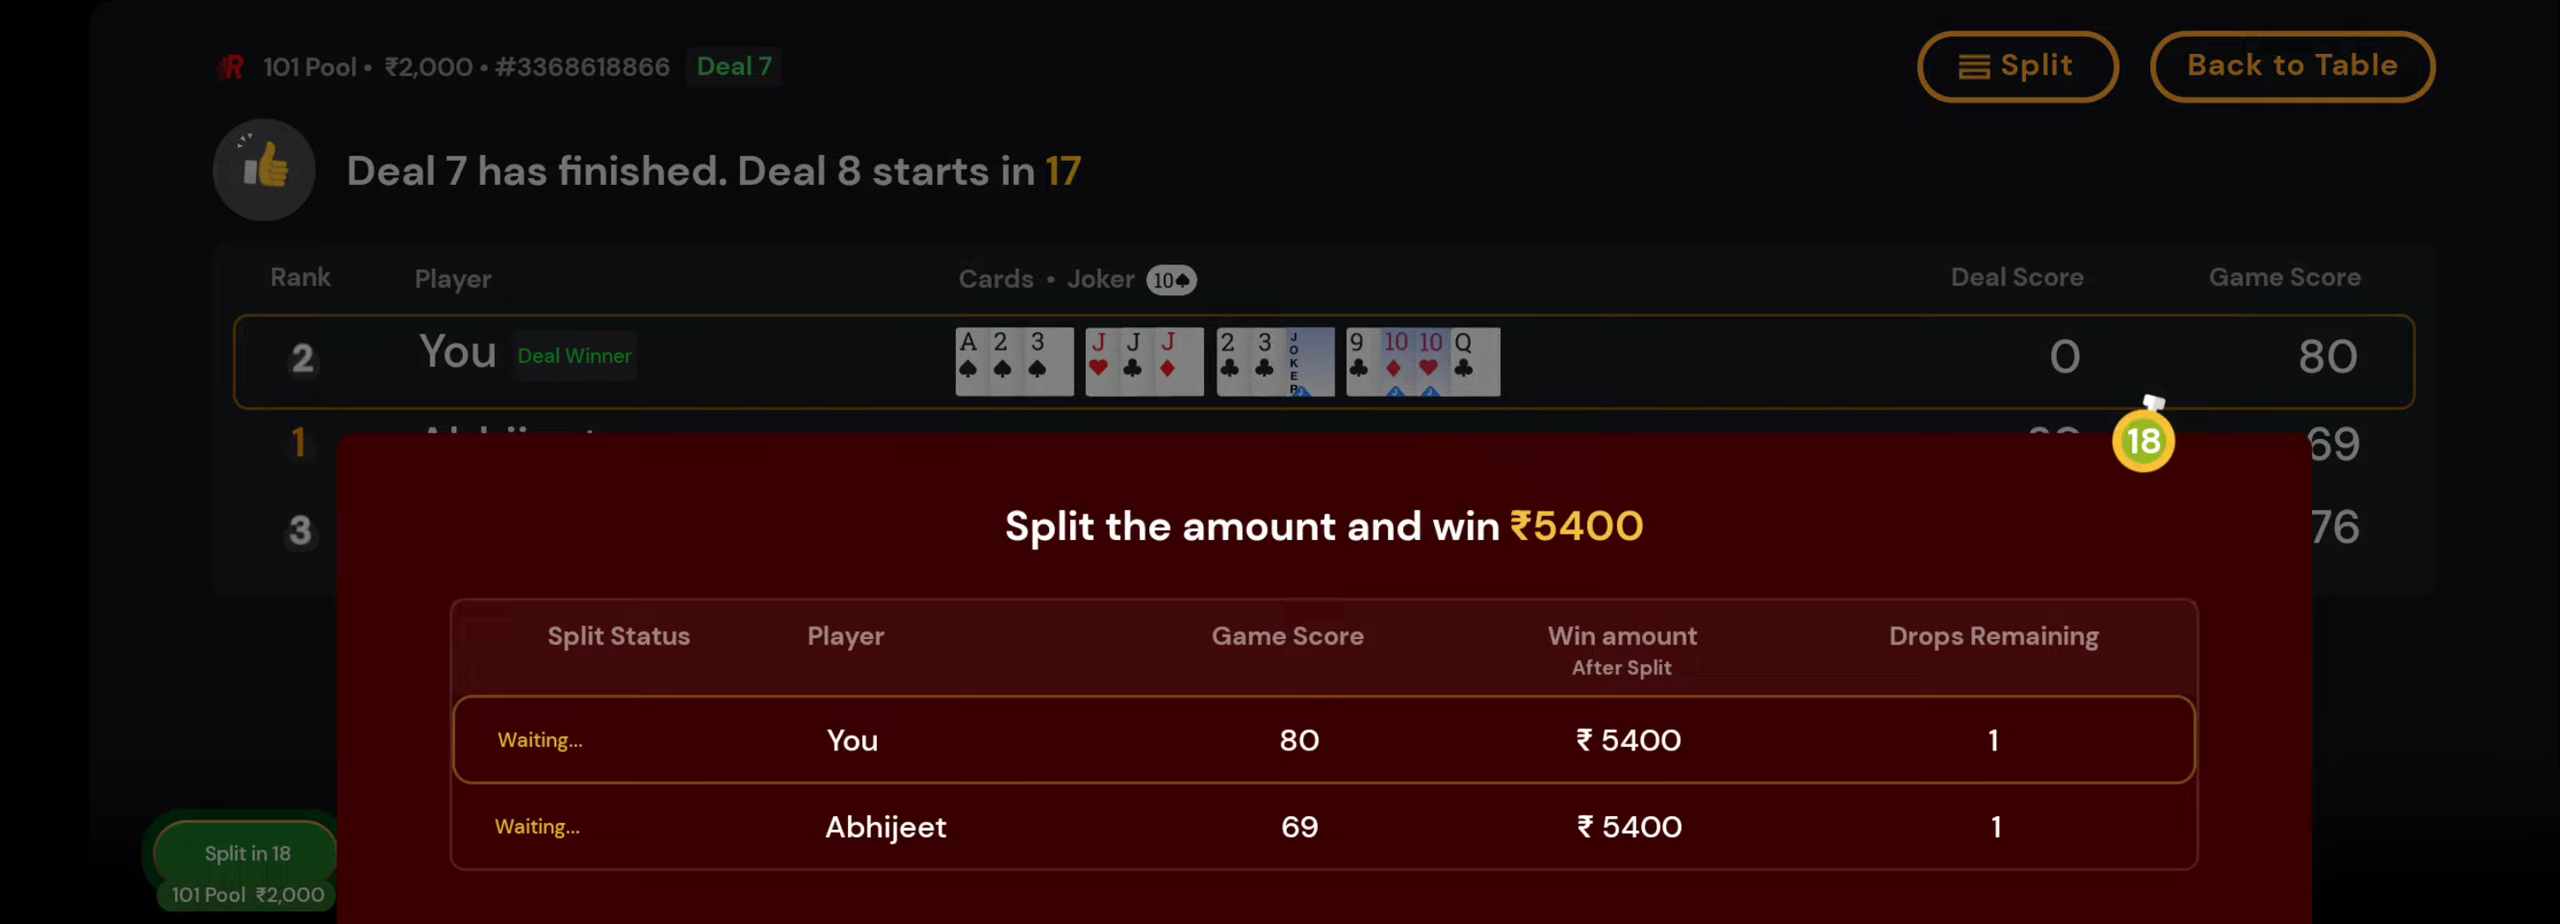 101 Pool • ₹2,000 • #3368618866 Deal 7
Split
Back to Table
Deal 7 has finished. Deal 8 starts in 17
Rank Player Cards • Joker 10♠ Deal Score Game Score
2 You Deal Winner A♠ 2♠ 3♠ J♥ J♣ J♦ 2♣ 3♣ JOKER 9♣ 10♦ 10♥ Q♣ 0 80
1 69
18
3 76
Split the amount and win ₹5400
Split Status Player Game Score Win amount Drops Remaining
After Split
Waiting... You 80 ₹ 5400 1
Waiting... Abhijeet 69 ₹ 5400 1
Split in 18
101 Pool ₹2,000